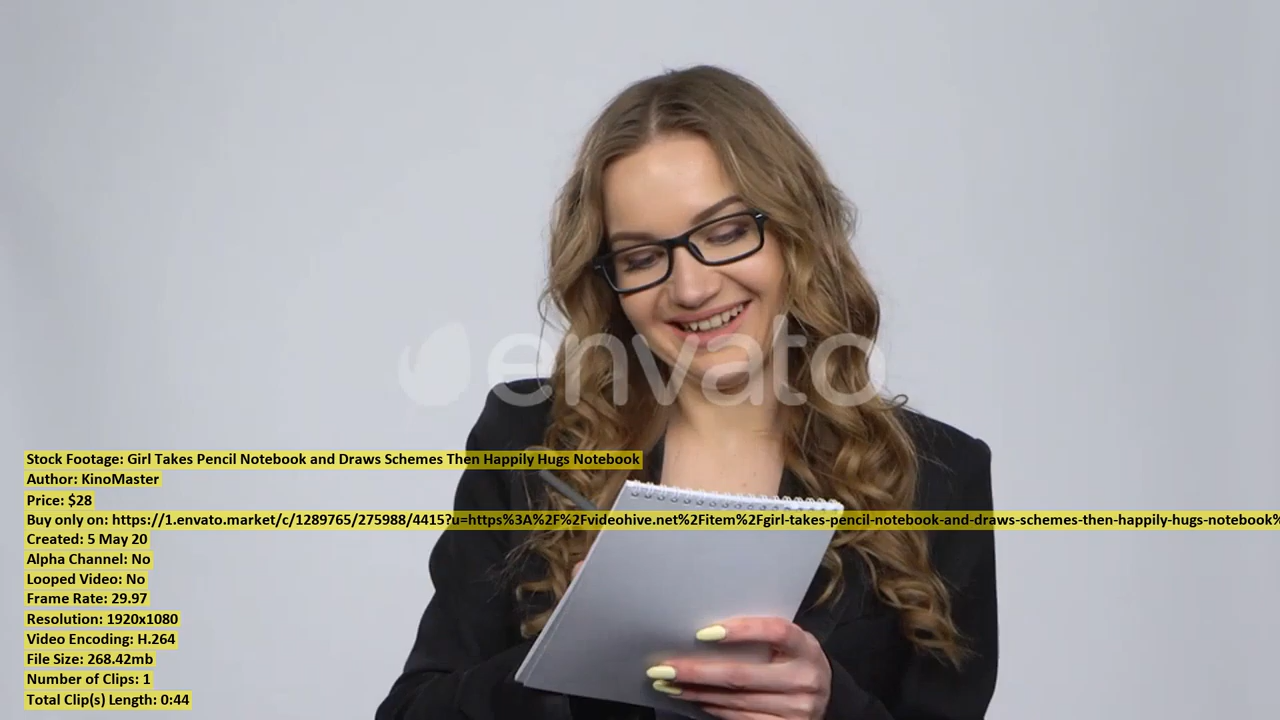 envato
Stock Footage: Girl Takes Pencil Notebook and Draws Schemes Then Happily Hugs Notebook
Author: KinoMaster
Price: $28
Buy only on: https://1.envato.market/c/1289765/275988/4415?u=https%3A%2F%2Fvideohive.net%2Fitem%2Fgirl-takes-pencil-notebook-and-draws-schemes-then-happily-hugs-notebook%
Created: 5 May 20
Alpha Channel: No
Looped Video: No
Frame Rate: 29.97
Resolution: 1920x1080
Video Encoding: H.264
File Size: 268.42mb
Number of Clips: 1
Total Clip(s) Length: 0:44